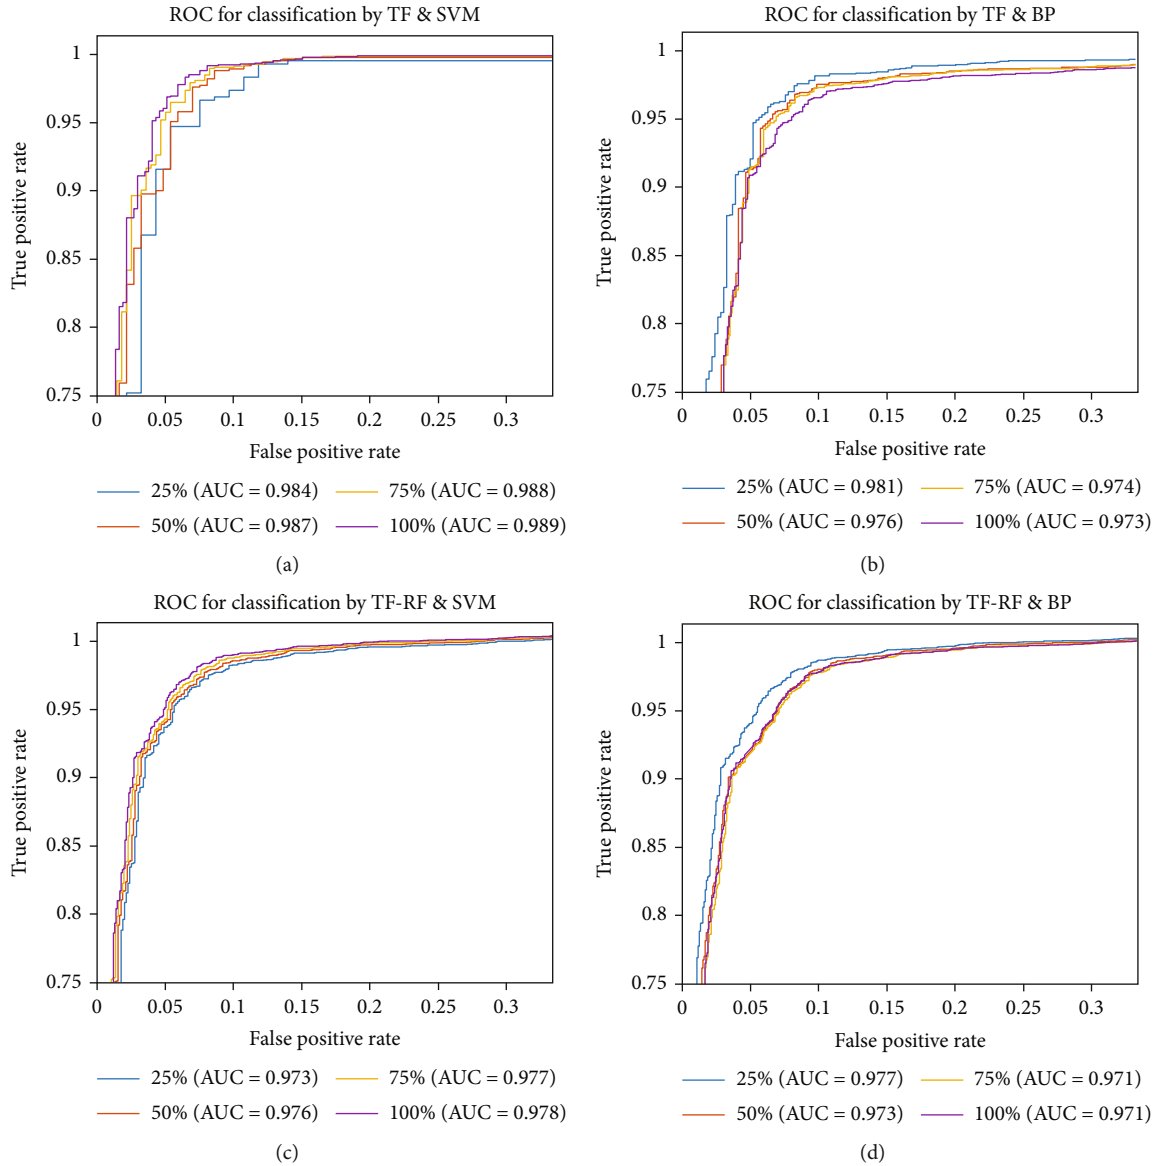 ROC for classification by TF & SVM
True positive rate
1
0.95
0.9
0.85
0.8
0.75
0 0.05 0.1 0.15 0.2 0.25 0.3
False positive rate
25% (AUC = 0.984) 75% (AUC = 0.988)
50% (AUC = 0.987) 100% (AUC = 0.989)
(a)
ROC for classification by TF & BP
True positive rate
1
0.95
0.9
0.85
0.8
0.75
0 0.05 0.1 0.15 0.2 0.25 0.3
False positive rate
25% (AUC = 0.981) 75% (AUC = 0.974)
50% (AUC = 0.976) 100% (AUC = 0.973)
(b)
ROC for classification by TF-RF & SVM
True positive rate
1
0.95
0.9
0.85
0.8
0.75
0 0.05 0.1 0.15 0.2 0.25 0.3
False positive rate
25% (AUC = 0.973) 75% (AUC = 0.977)
50% (AUC = 0.976) 100% (AUC = 0.978)
(c)
ROC for classification by TF-RF & BP
True positive rate
1
0.95
0.9
0.85
0.8
0.75
0 0.05 0.1 0.15 0.2 0.25 0.3
False positive rate
25% (AUC = 0.977) 75% (AUC = 0.971)
50% (AUC = 0.973) 100% (AUC = 0.971)
(d)